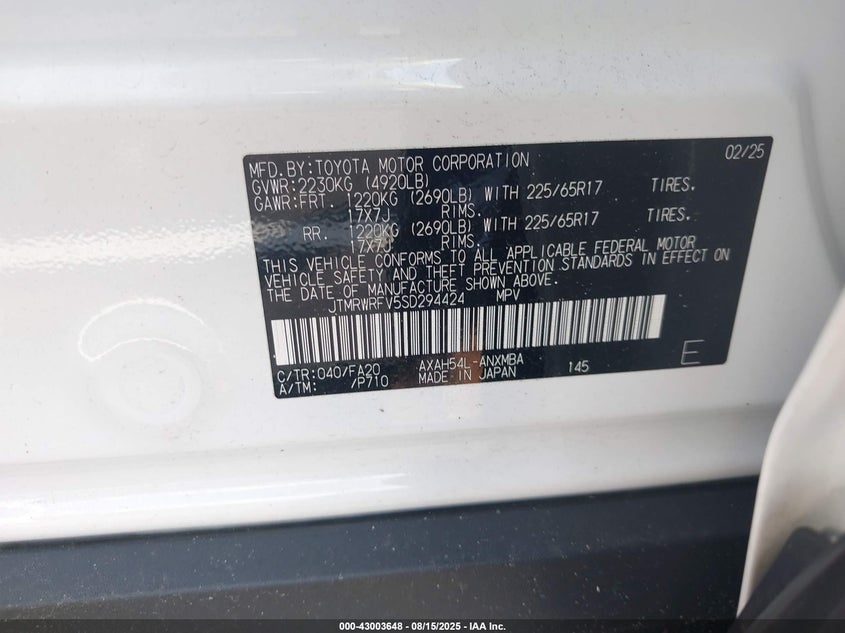 02/25
MFD.BY:TOYOTA MOTOR CORPORATION
GVWR:2230KG (4920LB)
GAWR:FRT. 1220KG (2690LB) WITH 225/65R17 TIRES.
17X7J RIMS.
RR. 1220KG (2690LB) WITH 225/65R17 TIRES.
17X7J RIMS.
THIS VEHICLE CONFORMS TO ALL APPLICABLE FEDERAL MOTOR
VEHICLE SAFETY AND THEFT PREVENTION STANDARDS IN EFFECT ON
THE DATE OF MANUFACTURE SHOWN ABOVE.
JTMRWRFV5SD294424 MPV
C/TR:040/FA20 AXAH54L-ANXMBA 145 E
A/TM: /P710 MADE IN JAPAN
000-43003648 - 08/15/2025 - IAA Inc.